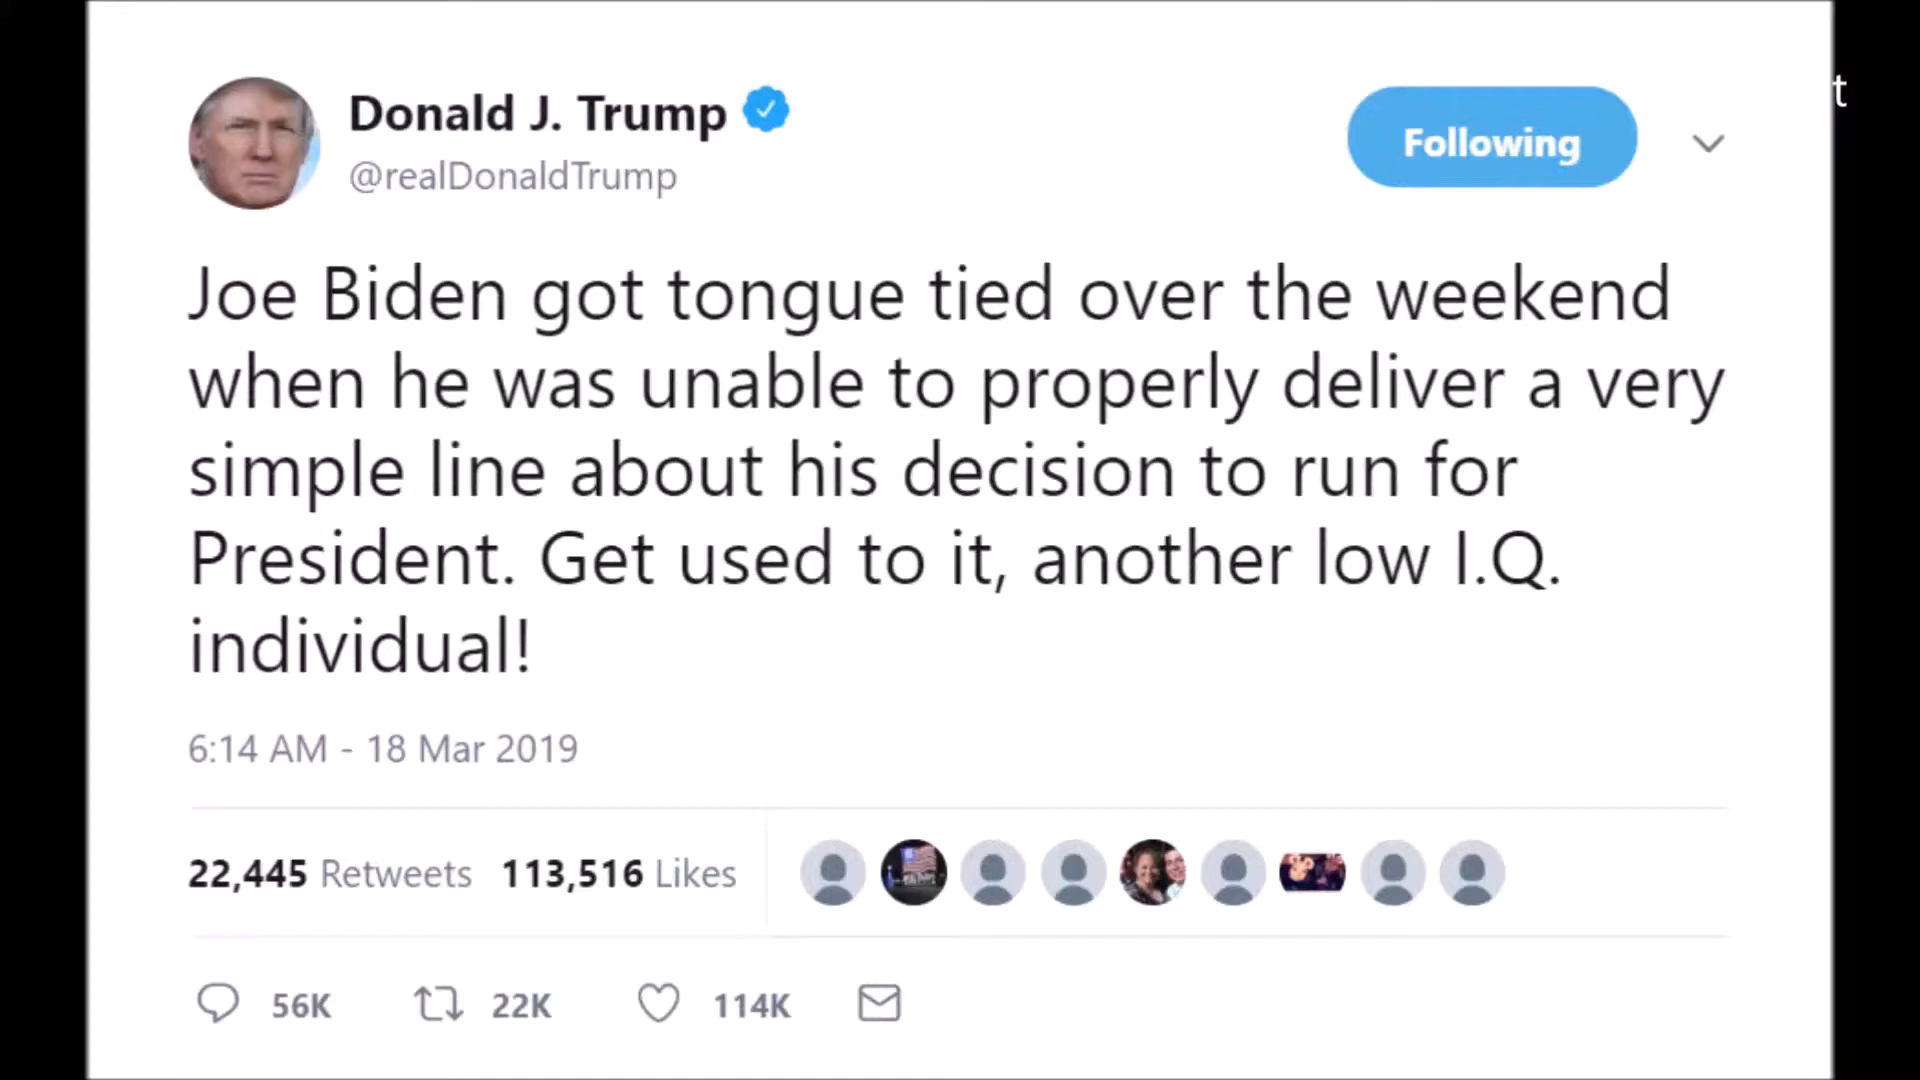 Donald J. Trump
@realDonaldTrump
Following
t
Joe Biden got tongue tied over the weekend
when he was unable to properly deliver a very
simple line about his decision to run for
President. Get used to it, another low I.Q.
individual!
6:14 AM - 18 Mar 2019
22,445 Retweets 113,516 Likes
56K 22K 114K